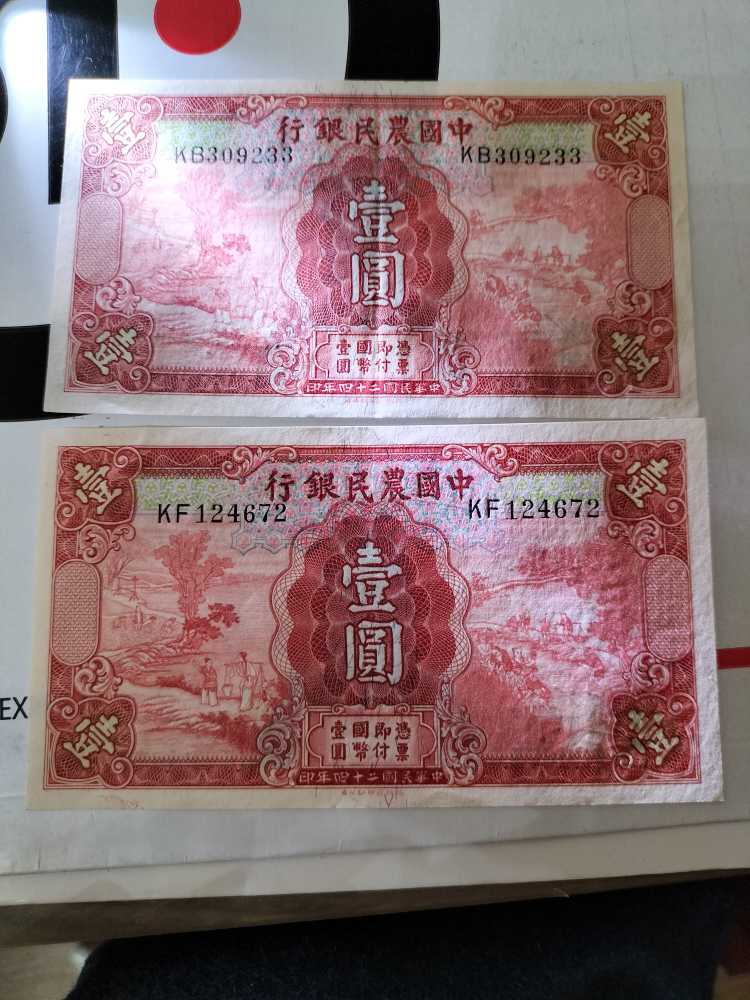 壹
中國農民銀行
壹
KB309233
KB309233
壹圓
憑票
即付
國幣
壹圓
壹
中華民國二十四年印
壹
壹
中國農民銀行
壹
KF124672
KF124672
壹圓
憑票
即付
國幣
壹圓
壹
中華民國二十四年印
壹
EX